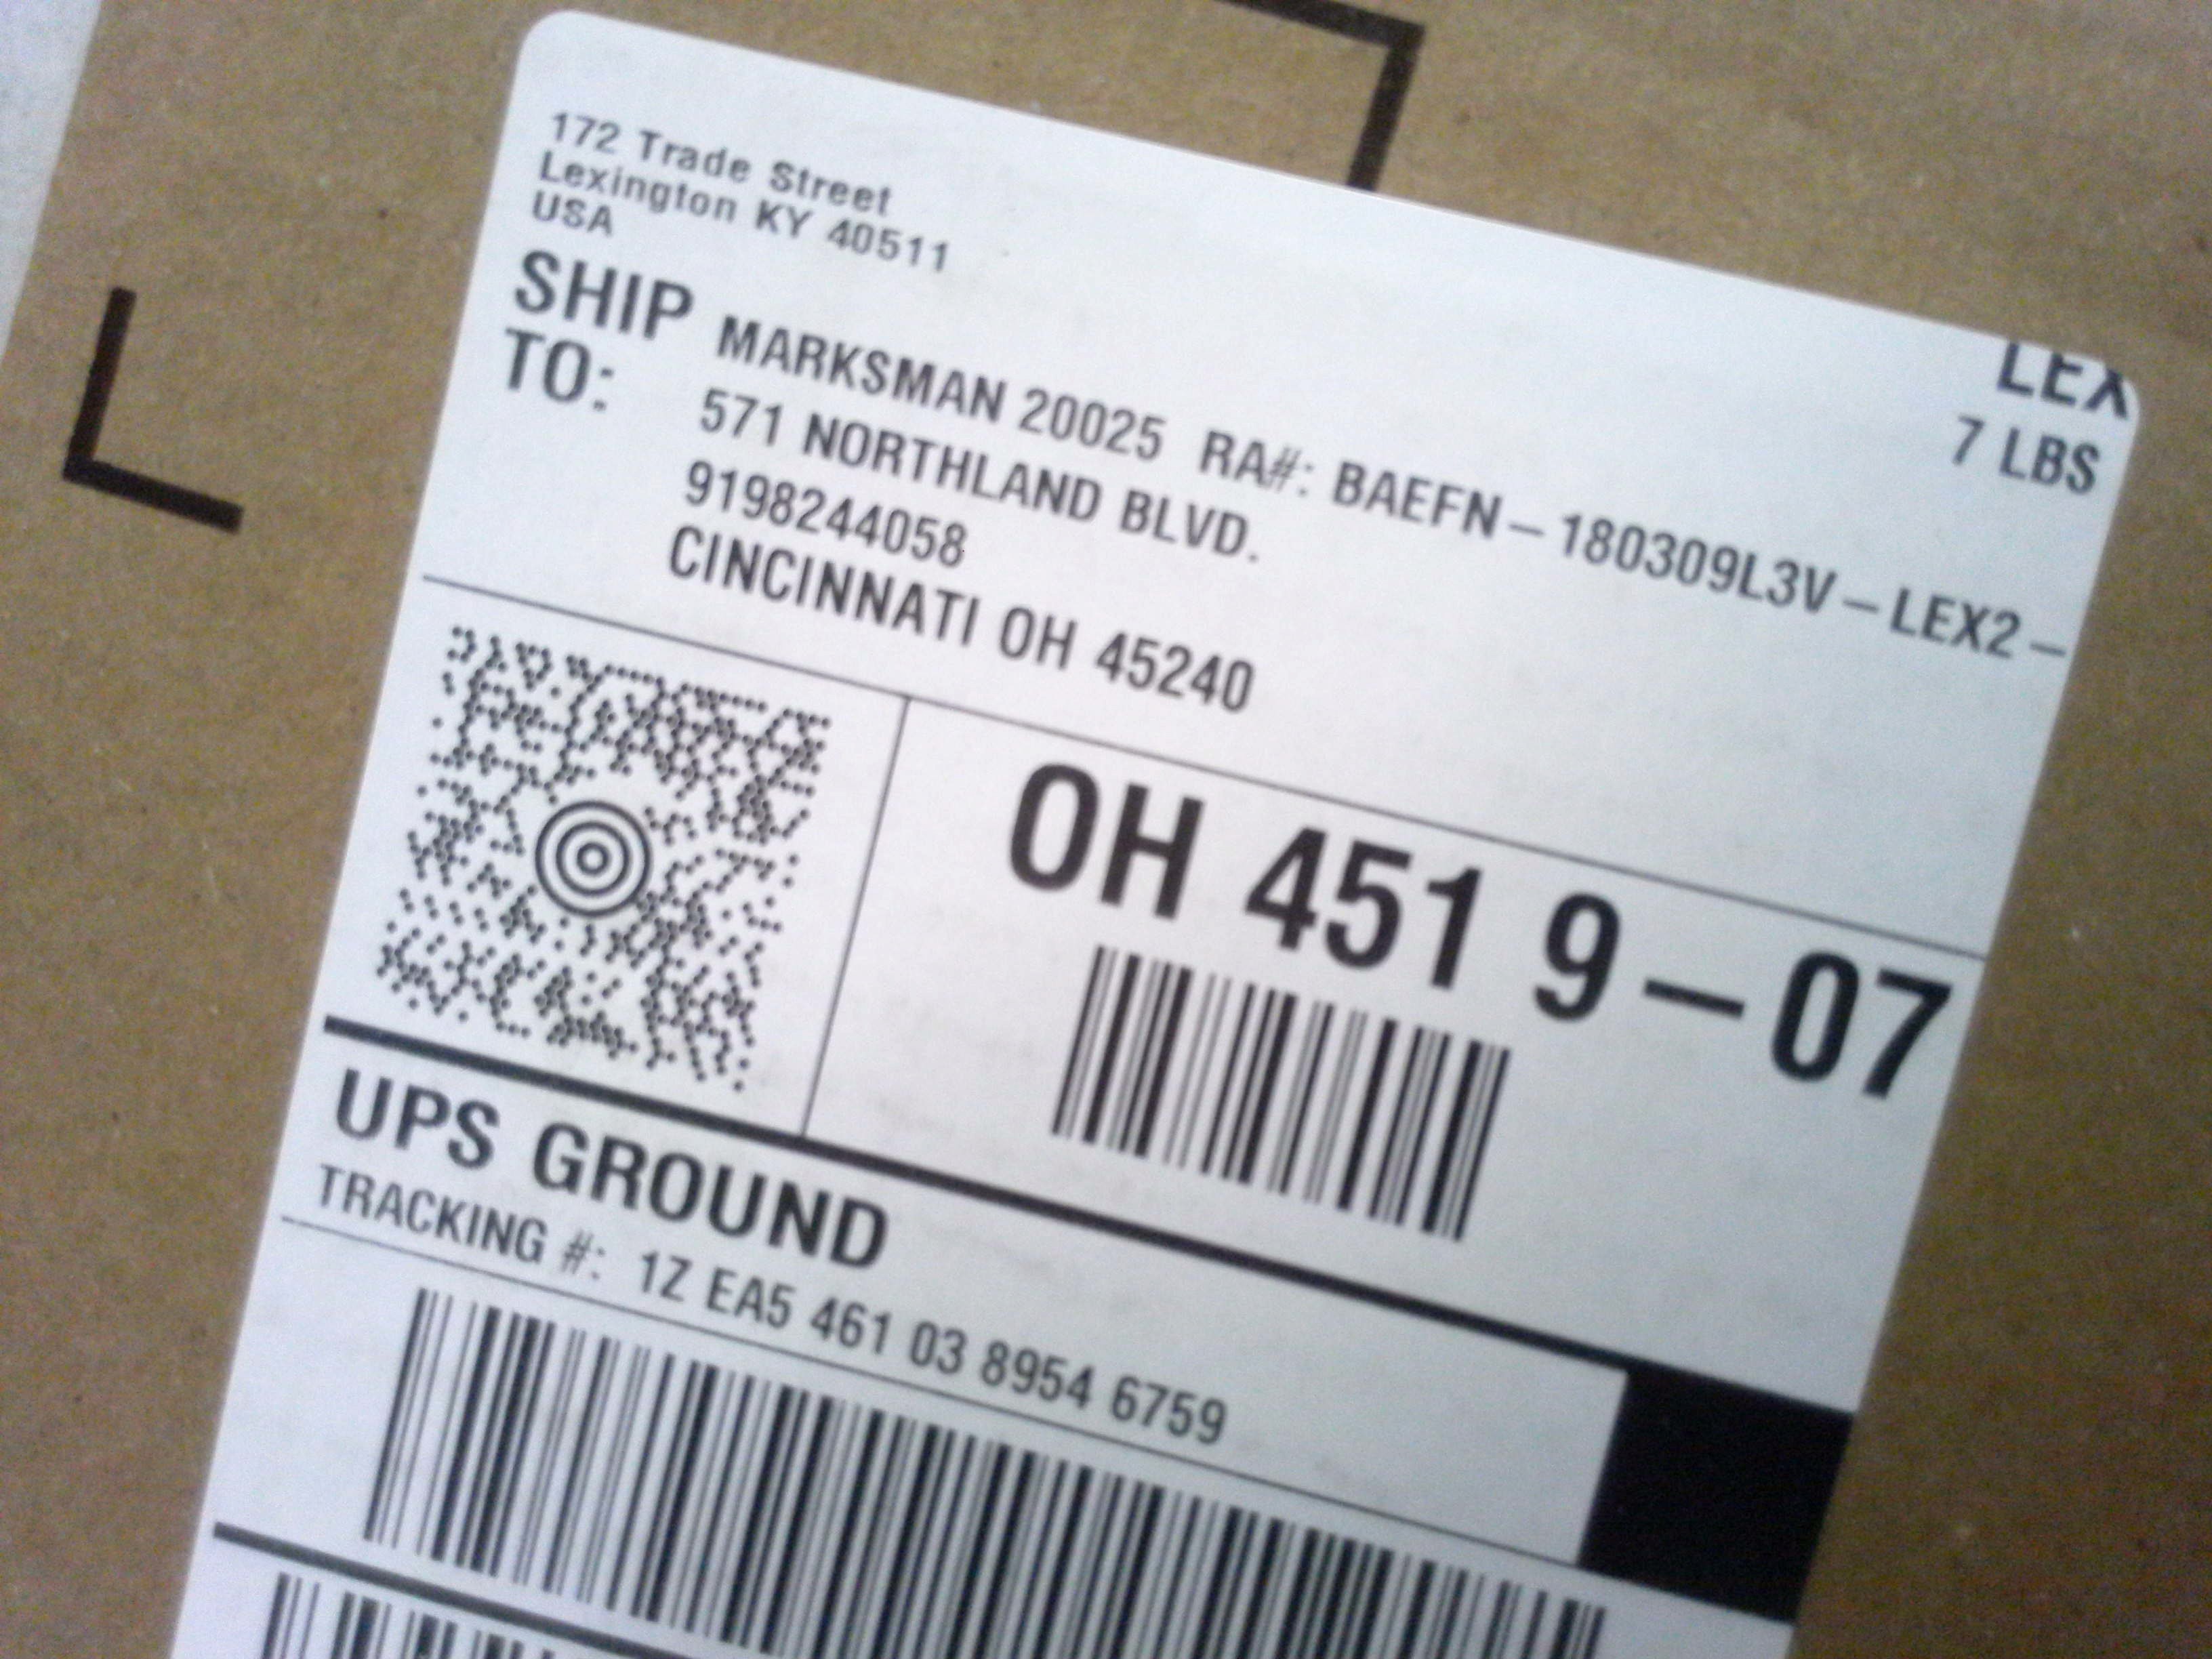 172 Trade Street
Lexington KY 40511
USA
LEX
7 LBS
SHIP TO:
MARKSMAN 20025 RA#: BAEFN-180309L3V-LEX2-
571 NORTHLAND BLVD.
9198244058
CINCINNATI OH 45240
OH 451 9-07
UPS GROUND
TRACKING #: 1Z EA5 461 03 8954 6759